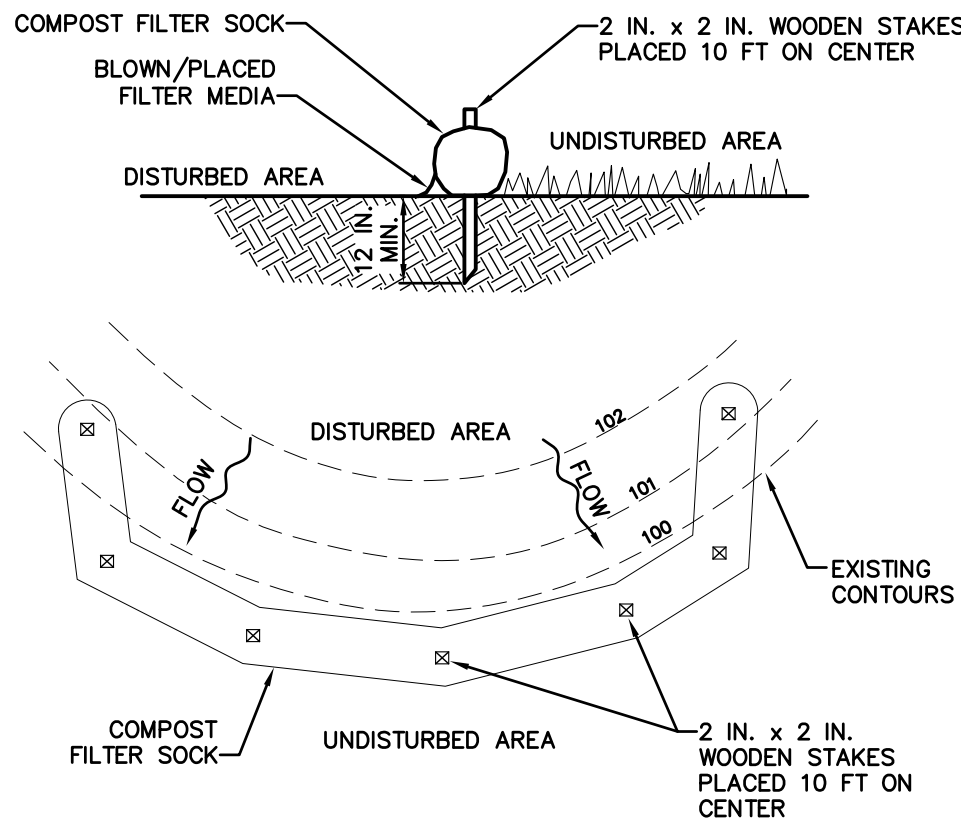 COMPOST FILTER SOCK
2 IN. x 2 IN. WOODEN STAKES
PLACED 10 FT ON CENTER
BLOWN/PLACED
FILTER MEDIA
UNDISTURBED AREA
DISTURBED AREA
12 IN.
MIN.
DISTURBED AREA
102
FLOW
FLOW
101
100
EXISTING
CONTOURS
COMPOST
FILTER SOCK
UNDISTURBED AREA
2 IN. x 2 IN.
WOODEN STAKES
PLACED 10 FT ON
CENTER